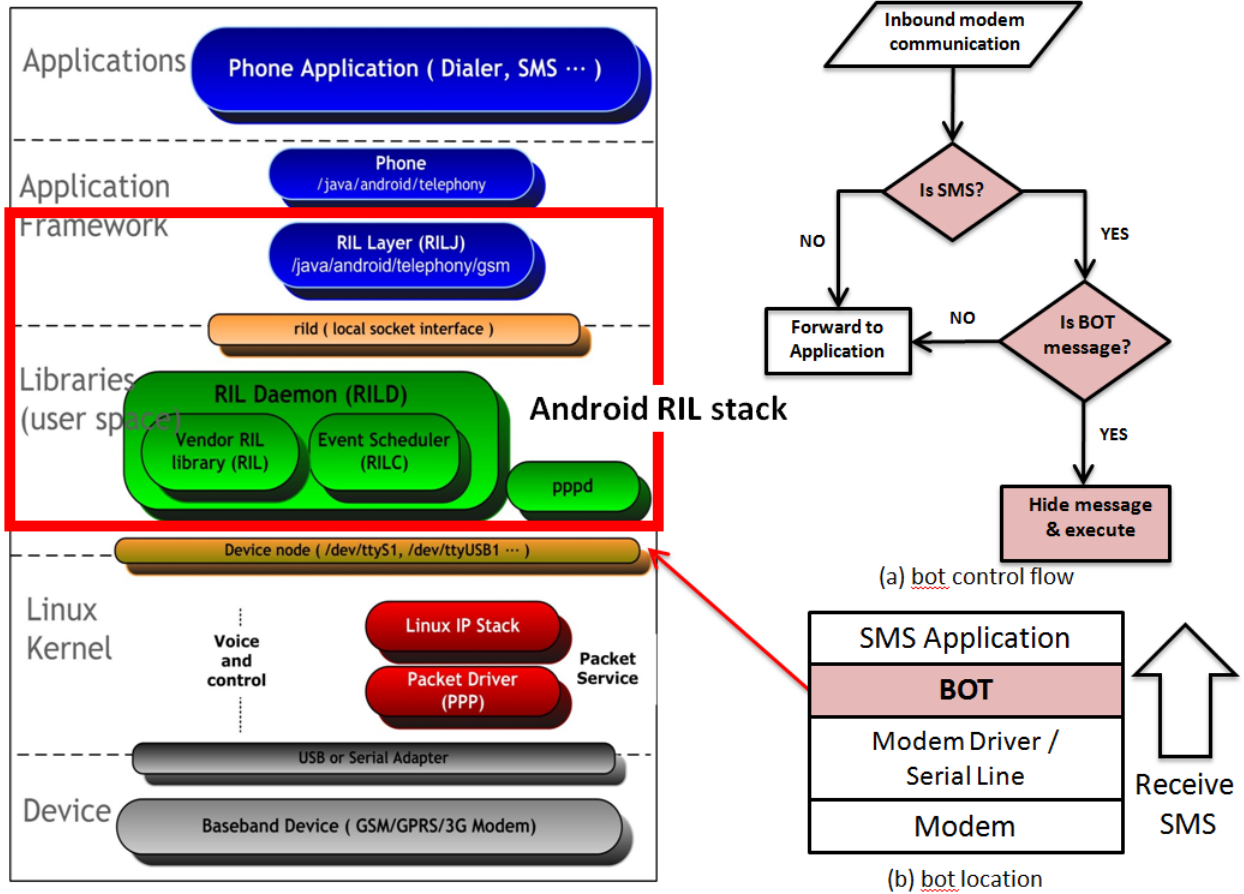 Applications
Phone Application ( Dialer, SMS ··· )
Application
Framework
Phone
/java/android/telephony
RIL Layer (RILJ)
/java/android/telephony/gsm
rild ( local socket interface )
Libraries
(user space)
RIL Daemon (RILD)
Vendor RIL
library (RIL)
Event Scheduler
(RILC)
pppd
Android RIL stack
Device node ( /dev/ttyS1, /dev/ttyUSB1 ··· )
Linux
Kernel
Voice
and
control
Linux IP Stack
Packet Driver
(PPP)
Packet
Service
USB or Serial Adapter
Device
Baseband Device ( GSM/GPRS/3G Modem)
Inbound modem
communication
Is SMS?
NO
YES
Forward to
Application
NO
Is BOT
message?
YES
Hide message
& execute
(a) bot control flow
SMS Application
BOT
Modem Driver /
Serial Line
Modem
Receive
SMS
(b) bot location